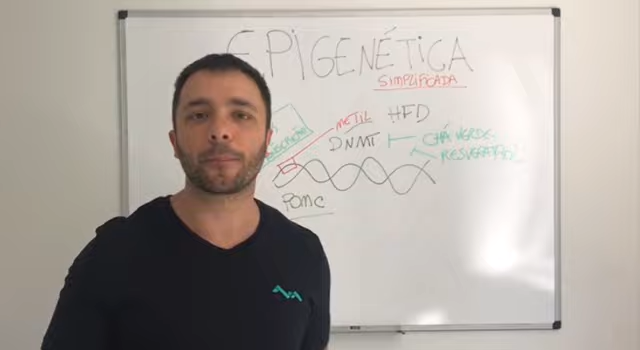 EPIGENÉTICA
SIMPLIFICADA
METIL HFD
DNMT CHÁ VERDE
RESVERATROL
POMC